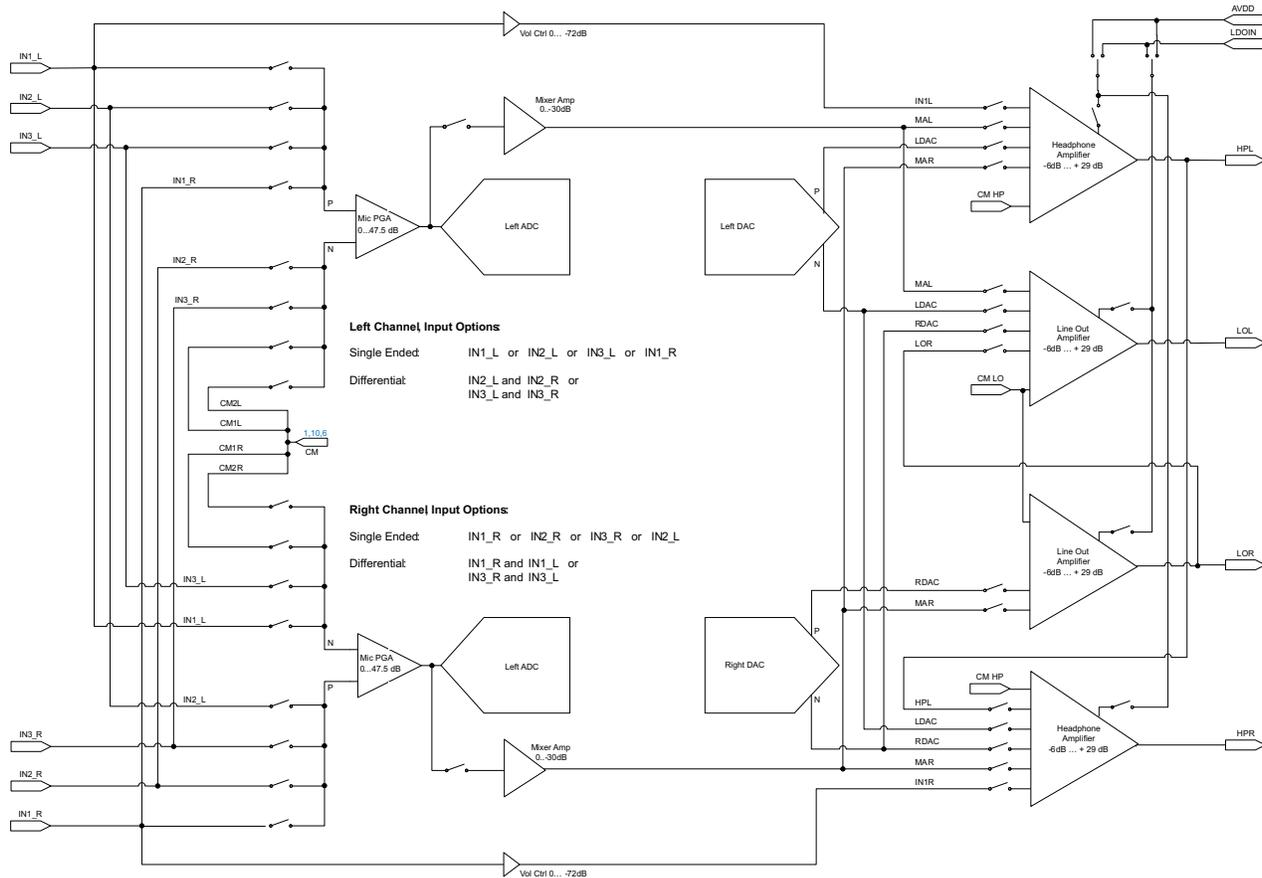 AVDD
Vol Ctrl 0... -72dB
LDOIN
IN1_L
IN2_L
Mixer Amp
0..-30dB
IN1L
IN3_L
MAL
LDAC
Headphone
Amplifier
-6dB ... + 29 dB
HPL
MAR
IN1_R
P
CM HP
P
Mic PGA
0...47.5 dB
Left ADC
Left DAC
N
IN2_R
N
MAL
IN3_R
LDAC
Left Channel, Input Options:
RDAC
Line Out
Amplifier
-6dB ... + 29 dB
LOL
Single Ended: IN1_L or IN2_L or IN3_L or IN1_R
LOR
Differential: IN2_L and IN2_R or
IN3_L and IN3_R
CM LO
CM2L
CM1L
1,10,6
CM
CM1R
CM2R
Right Channel, Input Options:
Single Ended: IN1_R or IN2_R or IN3_R or IN2_L
Differential: IN1_R and IN1_L or
IN3_R and IN3_L
Line Out
Amplifier
-6dB ... + 29 dB
LOR
IN3_L
RDAC
MAR
IN1_L
P
N
Mic PGA
0...47.5 dB
Left ADC
Right DAC
P
CM HP
IN2_L
N
HPL
LDAC
Headphone
Amplifier
-6dB ... + 29 dB
HPR
IN3_R
RDAC
Mixer Amp
0..-30dB
MAR
IN2_R
IN1R
IN1_R
Vol Ctrl 0... -72dB